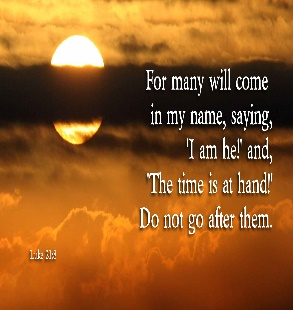 For many will come
in my name, saying,
'I am he!' and,
'The time is at hand!'
Do not go after them.
Luke 21:8